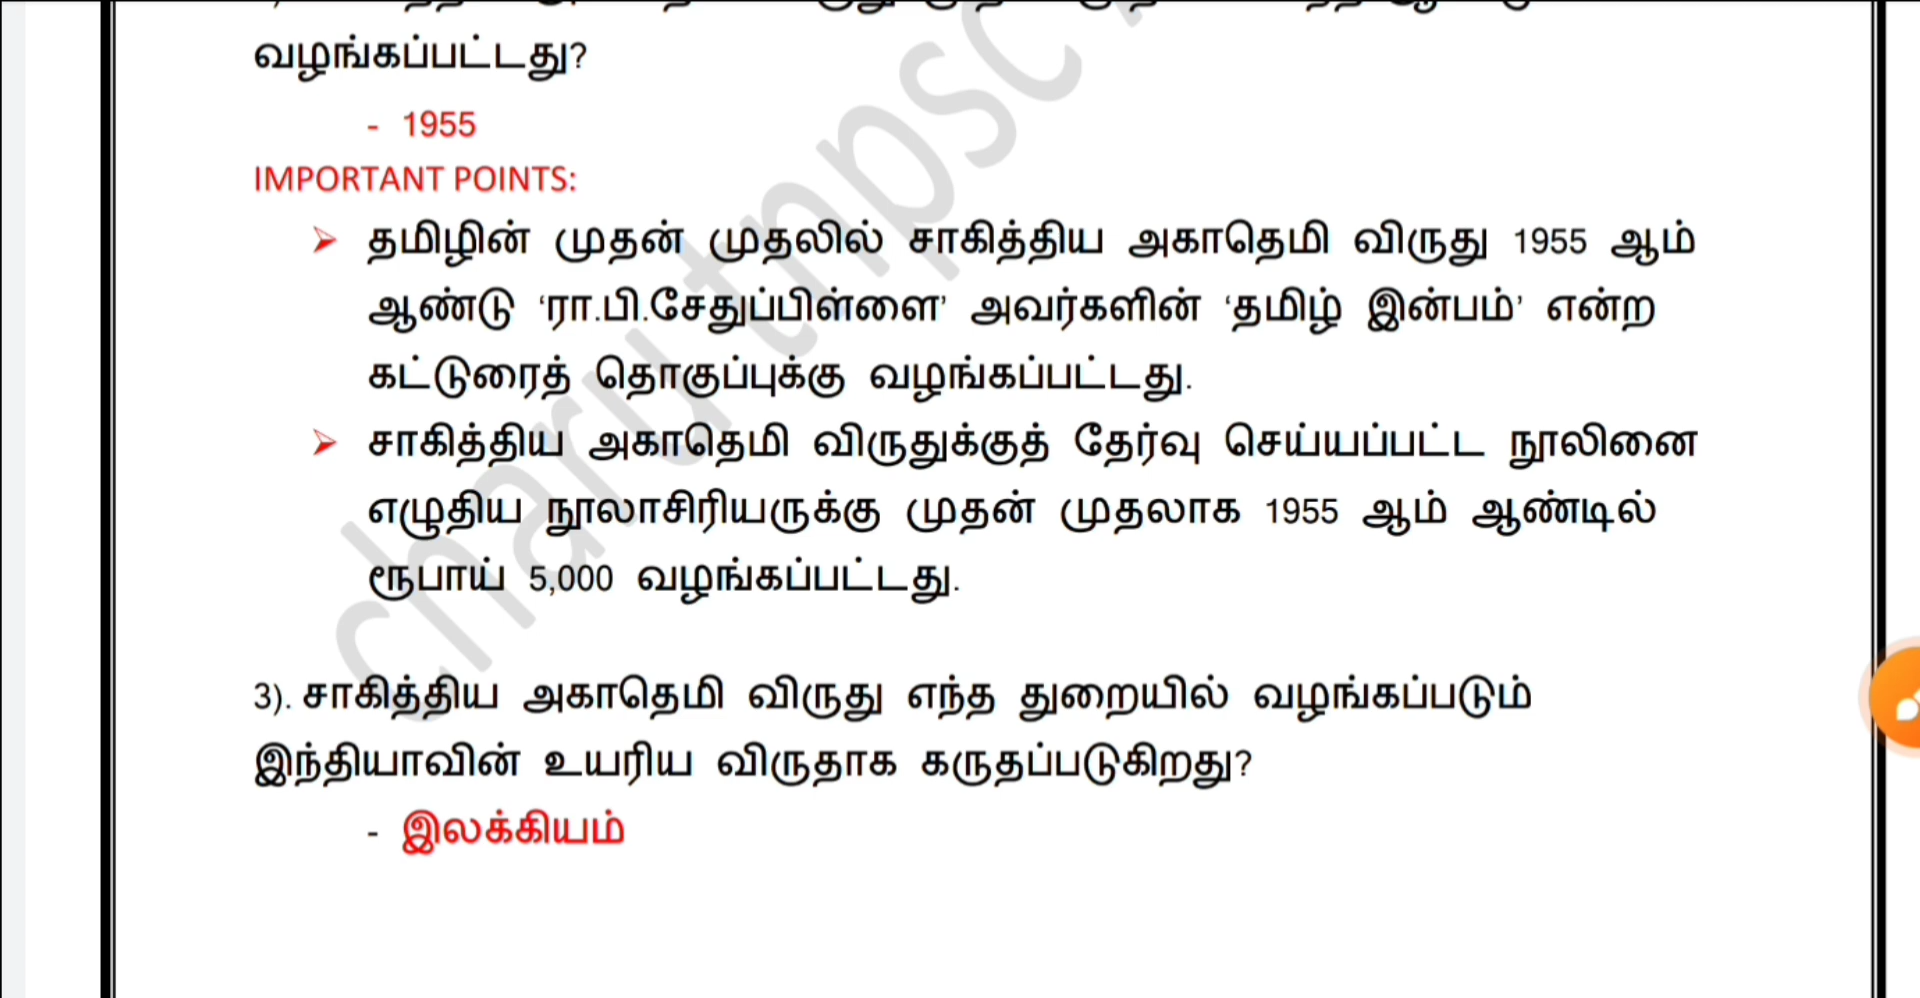 வழங்கப்பட்டது?
- 1955
IMPORTANT POINTS:
➢ தமிழின் முதன் முதலில் சாகித்திய அகாதெமி விருது 1955 ஆம்
ஆண்டு ‘ரா.பி.சேதுப்பிள்ளை’ அவர்களின் ‘தமிழ் இன்பம்’ என்ற
கட்டுரைத் தொகுப்புக்கு வழங்கப்பட்டது.
➢ சாகித்திய அகாதெமி விருதுக்குத் தேர்வு செய்யப்பட்ட நூலினை
எழுதிய நூலாசிரியருக்கு முதன் முதலாக 1955 ஆம் ஆண்டில்
ரூபாய் 5,000 வழங்கப்பட்டது.
3). சாகித்திய அகாதெமி விருது எந்த துறையில் வழங்கப்படும்
இந்தியாவின் உயரிய விருதாக கருதப்படுகிறது?
- இலக்கியம்
charu tnpsc